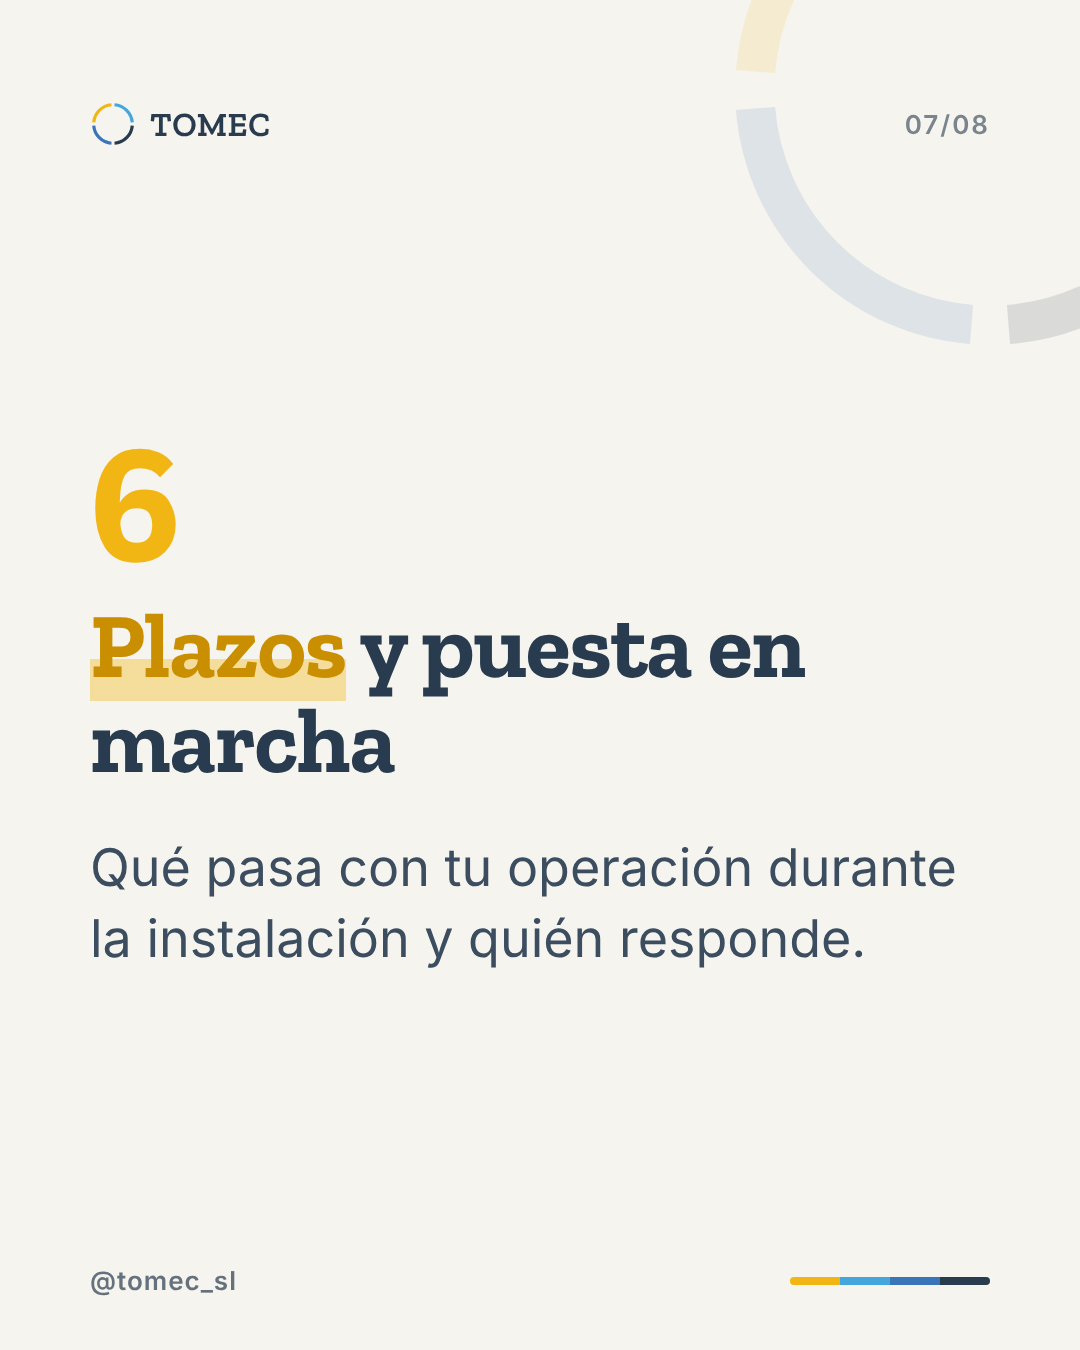 TOMEC
07/08
6
Plazos y puesta en
marcha
Qué pasa con tu operación durante
la instalación y quién responde.
@tomec_sl